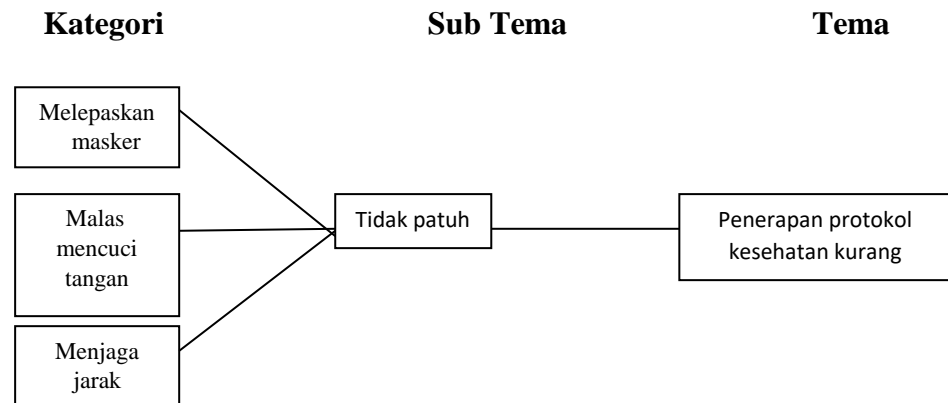 Kategori Sub Tema Tema
Melepaskan
masker
Malas
mencuci
tangan
Menjaga
jarak
Tidak patuh
Penerapan protokol
kesehatan kurang